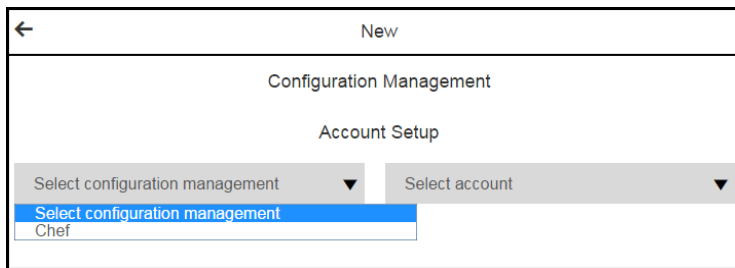 New
Configuration Management
Account Setup
Select configuration management
Select account
Select configuration management
Chef